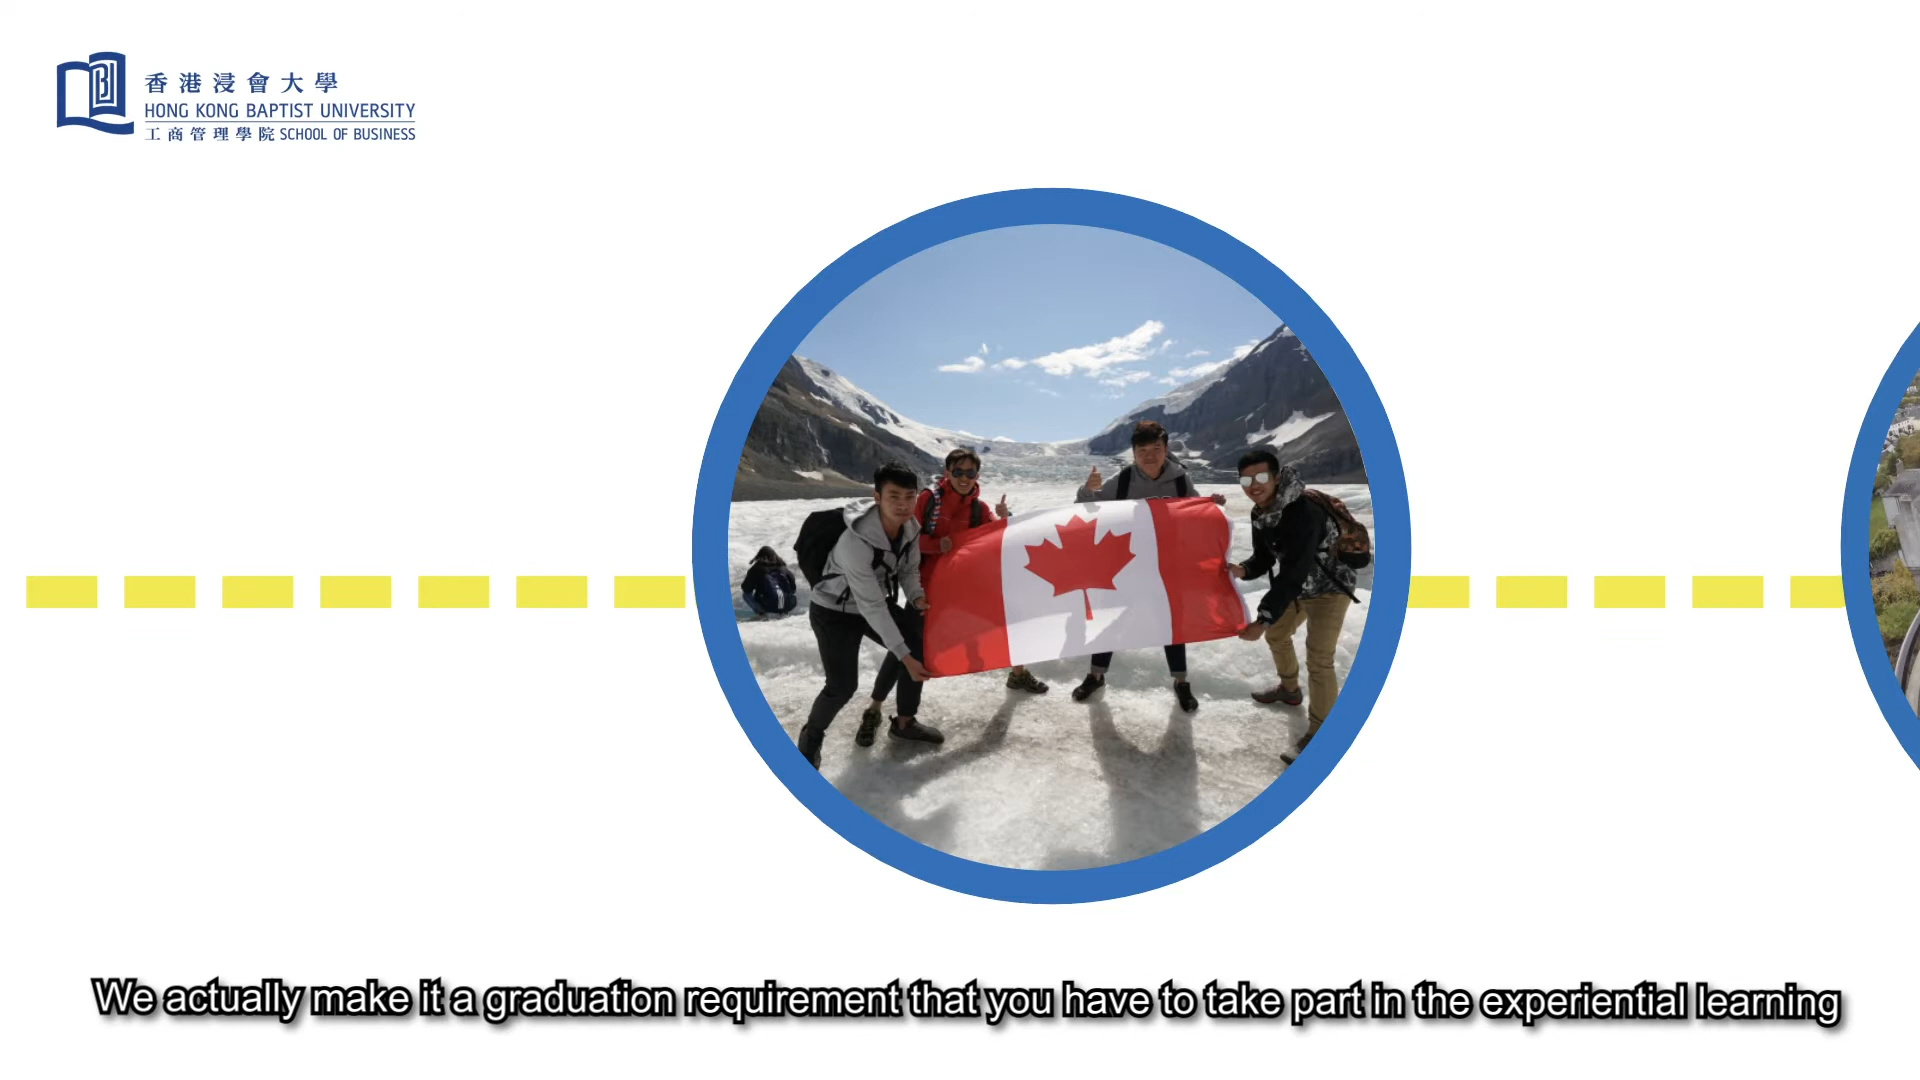 香港浸會大學
HONG KONG BAPTIST UNIVERSITY
工商管理學院 SCHOOL OF BUSINESS
We actually make it a graduation requirement that you have to take part in the experiential learning